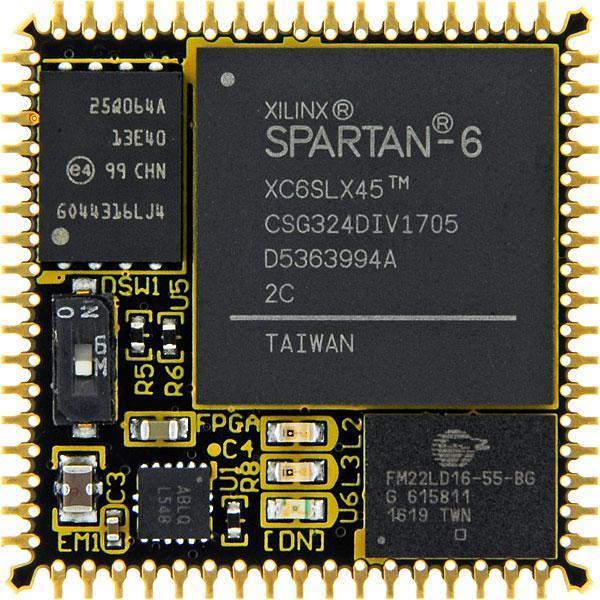 25Q064A
13E40
e4 99 CHN
6044316LJ4
XILINX®
SPARTAN®-6
XC6SLX45™
CSG324DIV1705
D5363994A
2C
TAIWAN
DSW1
U5
ON
R5
R6
FPGA
C4
L2
L3
R8
U1
U6
C3
EM1
ABLQ
L548
[DN]
FM22LD16-55-BG
G 615811
1619 TWN